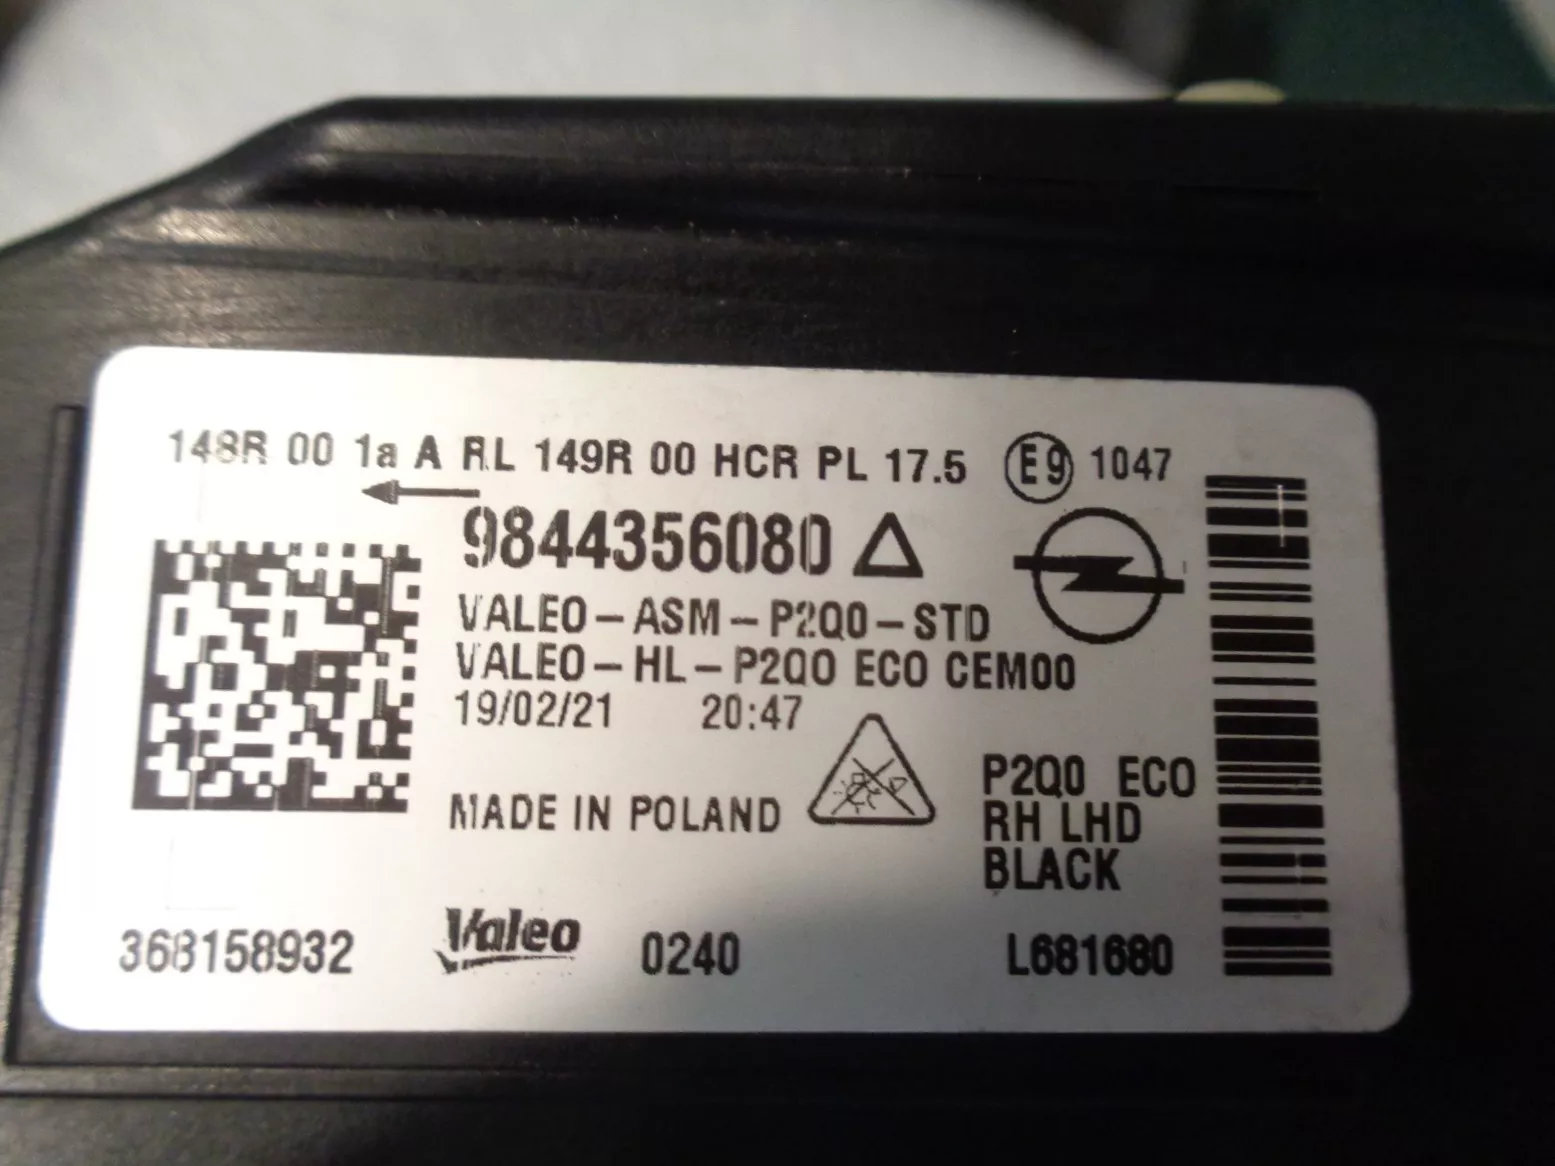 148R 00 1a A RL 149R 00 HCR PL 17.5 E9 1047
9844356080
VALEO-ASM-P2Q0-STD
VALEO-HL-P2Q0 ECO CEM00
19/02/21 20:47
MADE IN POLAND
P2Q0 ECO
RH LHD
BLACK
368158932 Valeo 0240 L681680